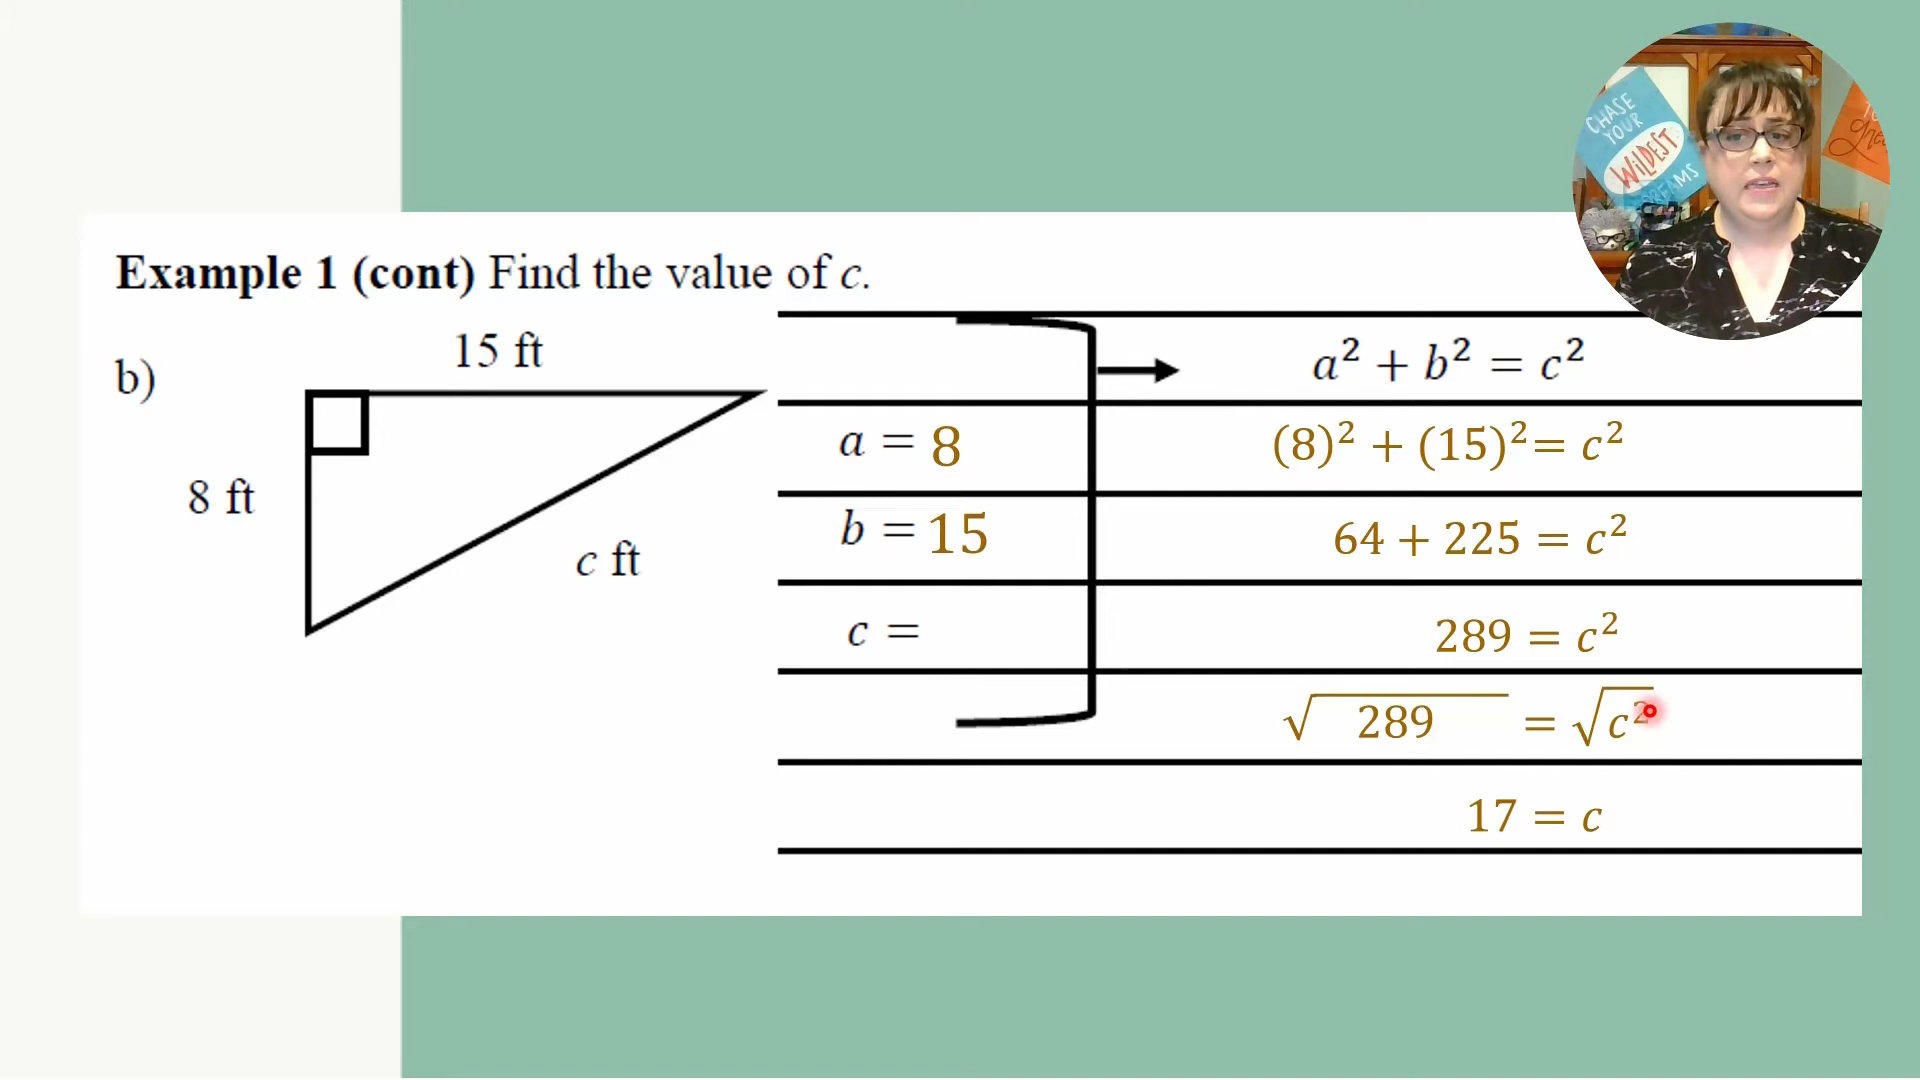 CHASE
YOUR
WiLDEST
DREAMS
Example 1 (cont) Find the value of c.
b)
15 ft
8 ft
c ft
a² + b² = c²
a = 8
(8)² + (15)² = c²
b = 15
64 + 225 = c²
c =
289 = c²
√289 = √c²
17 = c